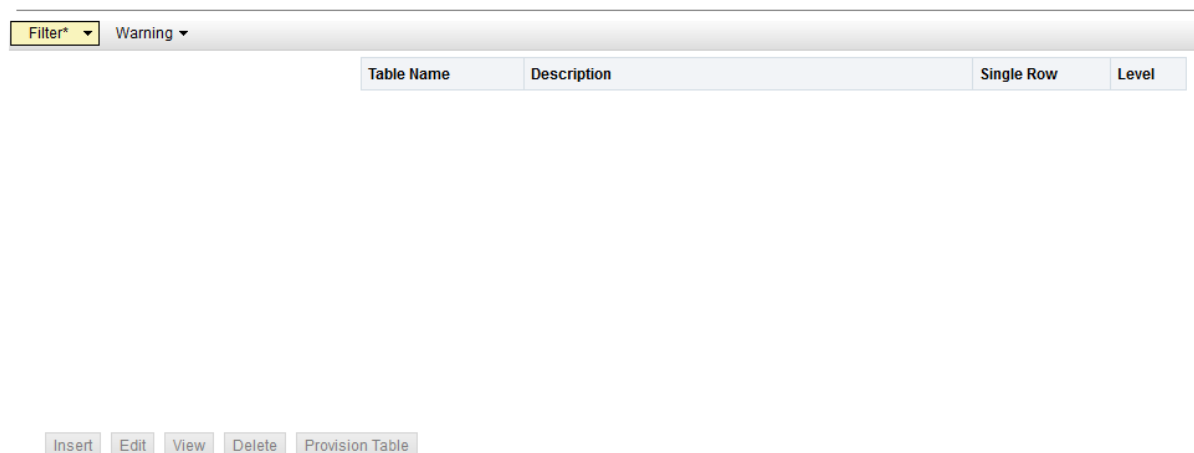 Filter* Warning
Table Name Description Single Row Level
Insert Edit View Delete Provision Table